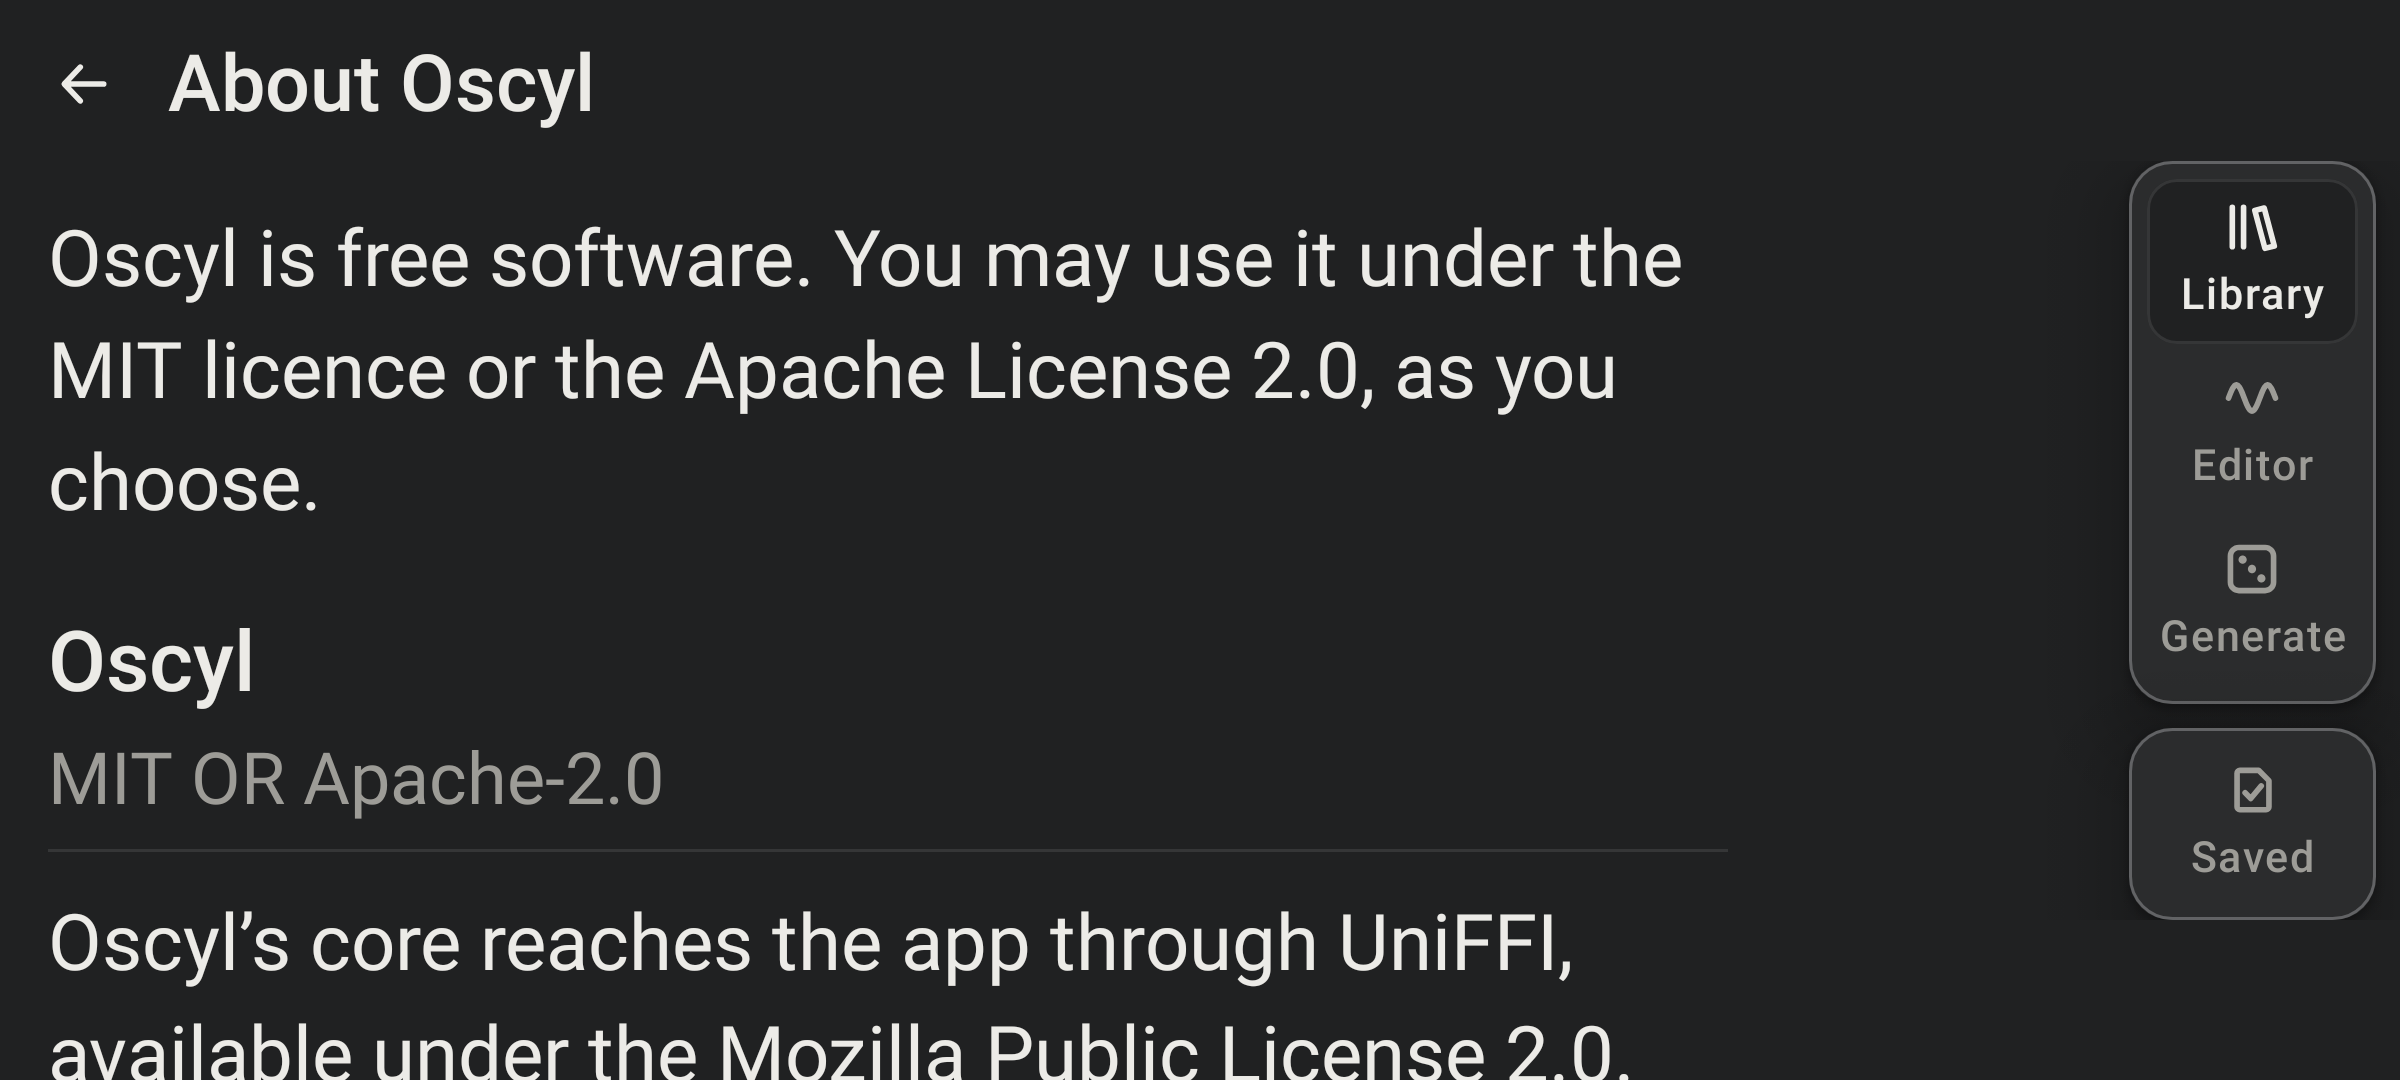 About Oscyl
Oscyl is free software. You may use it under the
MIT licence or the Apache License 2.0, as you
choose.
Oscyl
MIT OR Apache-2.0
Oscyl’s core reaches the app through UniFFI,
available under the Mozilla Public License 2.0.
Library
Editor
Generate
Saved